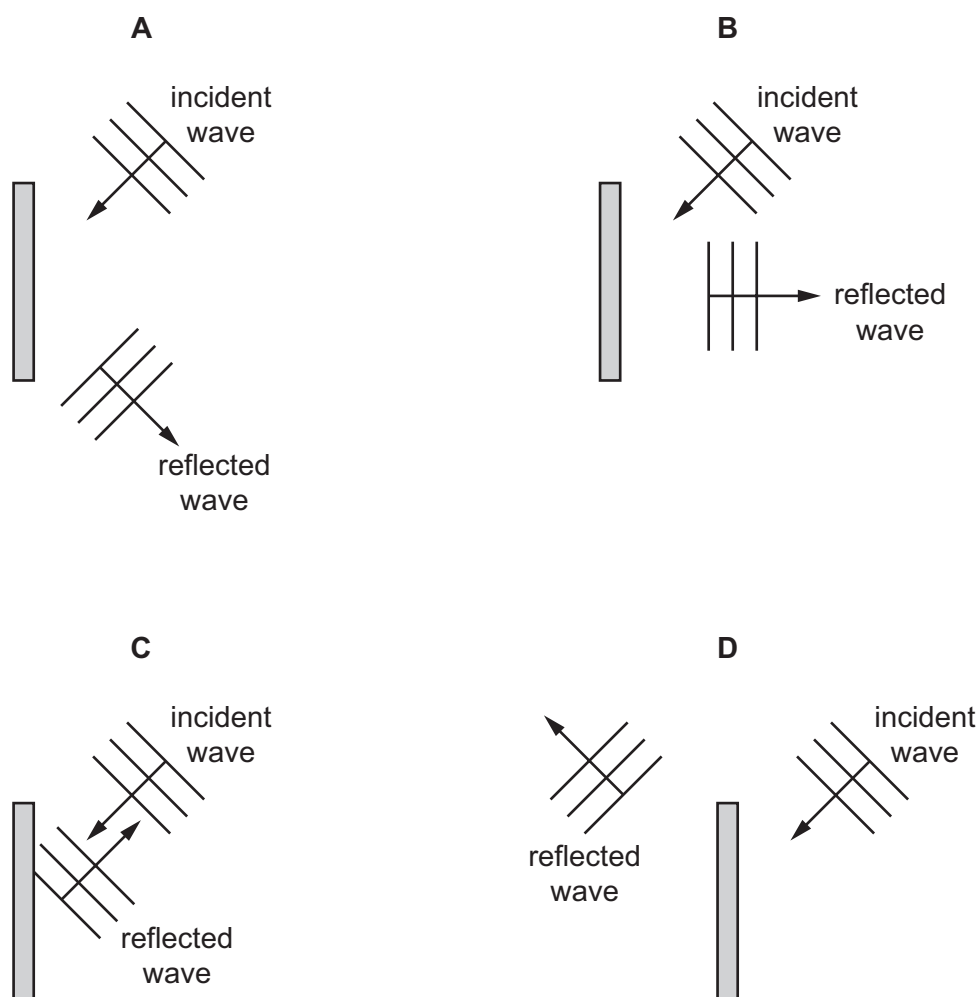 A
incident
wave
reflected
wave
B
incident
wave
reflected
wave
C
incident
wave
reflected
wave
D
incident
wave
reflected
wave